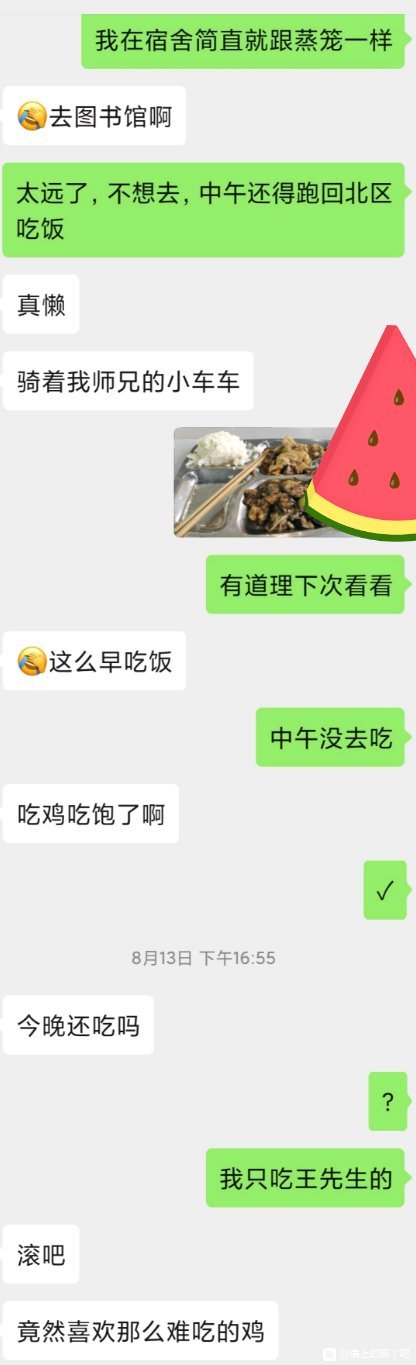 我在宿舍简直就跟蒸笼一样
去图书馆啊
太远了,不想去,中午还得跑回北区
吃饭
真懒
骑着我师兄的小车车
有道理下次看看
这么早吃饭
中午没去吃
吃鸡吃饱了啊
✓
8月13日 下午16:55
今晚还吃吗
?
我只吃王先生的
滚吧
竟然喜欢那么难吃的鸡